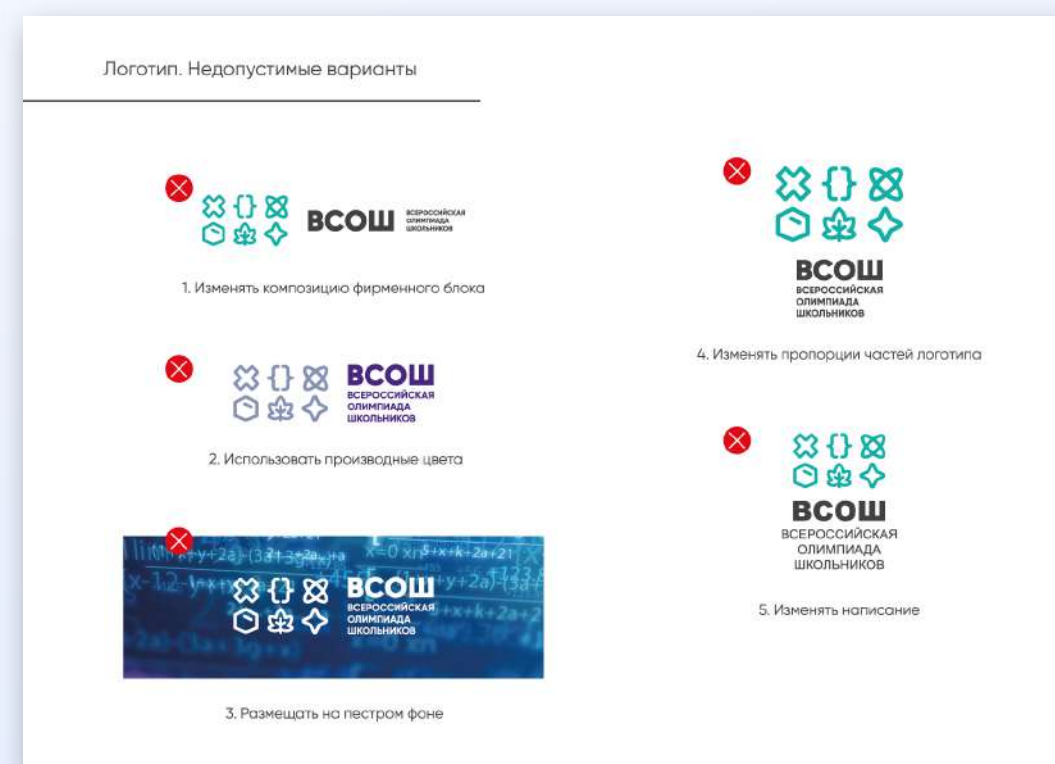 Логотип. Недопустимые варианты
ВСОШ
ВСЕРОССИЙСКАЯ
ОЛИМПИАДА
ШКОЛЬНИКОВ
1. Изменять композицию фирменного блока
ВСОШ
ВСЕРОССИЙСКАЯ
ОЛИМПИАДА
ШКОЛЬНИКОВ
2. Использовать производные цвета
ВСОШ
ВСЕРОССИЙСКАЯ
ОЛИМПИАДА
ШКОЛЬНИКОВ
3. Размещать на пестром фоне
ВСОШ
ВСЕРОССИЙСКАЯ
ОЛИМПИАДА
ШКОЛЬНИКОВ
4. Изменять пропорции частей логотипа
ВСОШ
ВСЕРОССИЙСКАЯ
ОЛИМПИАДА
ШКОЛЬНИКОВ
5. Изменять написание